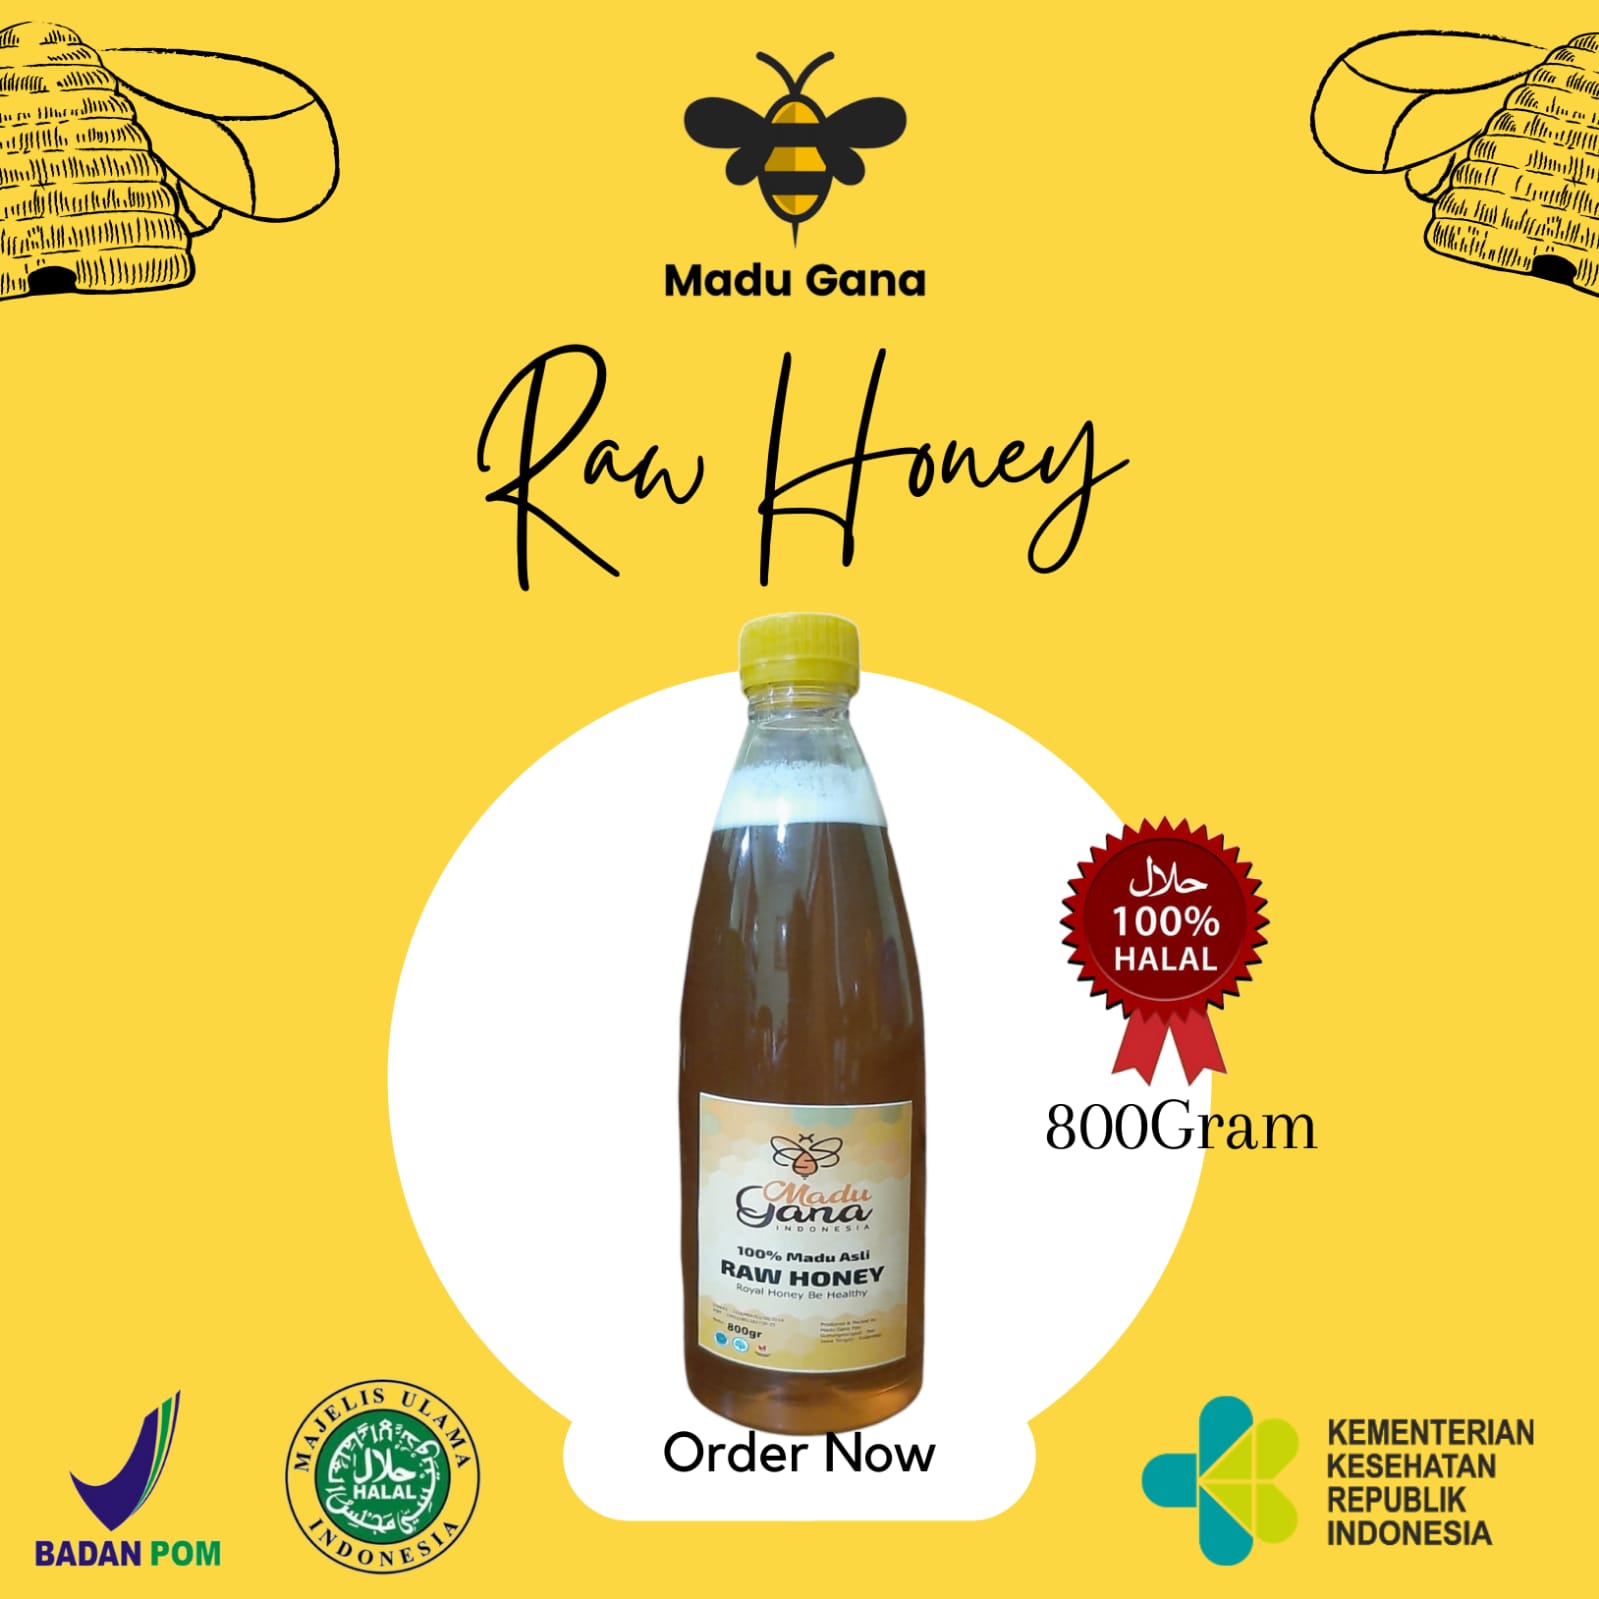 Madu Gana
Raw Honey
حلال
100%
HALAL
800Gram
Madu
Gana
INDONESIA
100% Madu Asli
RAW HONEY
Royal Honey Be Healthy
800gr
Order Now
BADAN POM
MAJELIS ULAMA
حلال
HALAL
INDONESIA
KEMENTERIAN
KESEHATAN
REPUBLIK
INDONESIA